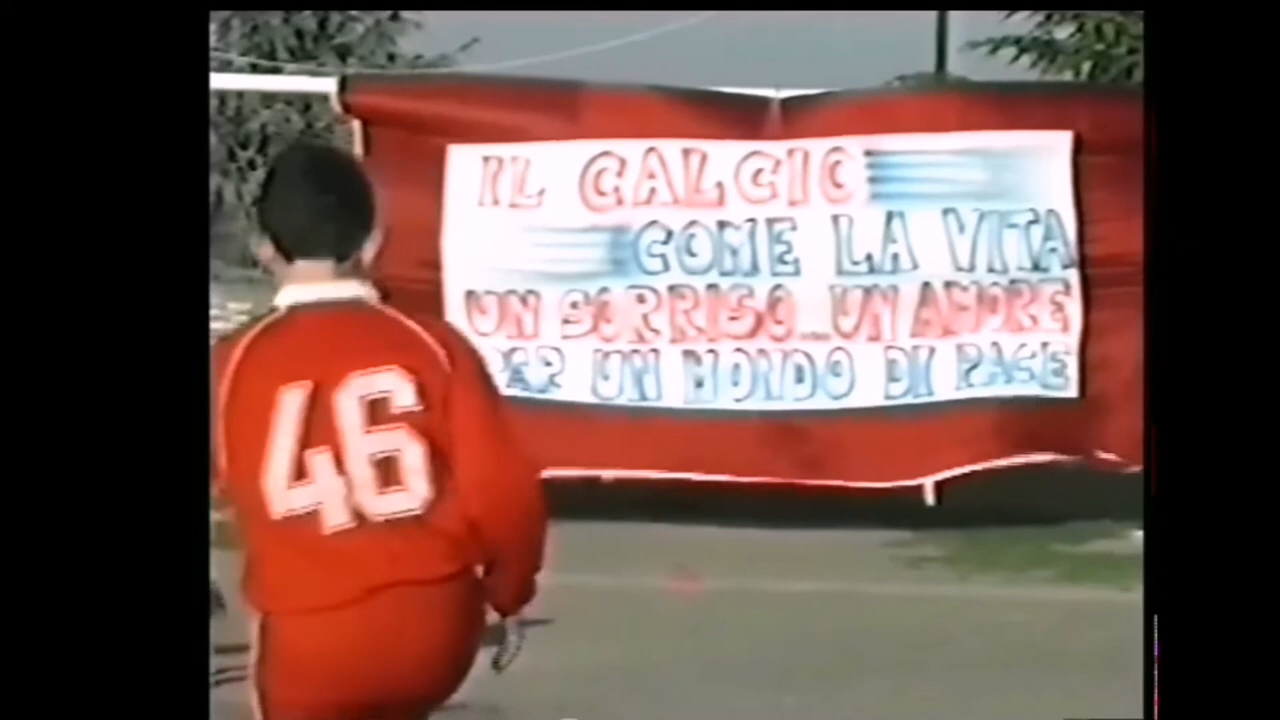 IL CALCIO
COME LA VITA
UN SORRISO...UN AMORE
PER UN MONDO DI PACE
46